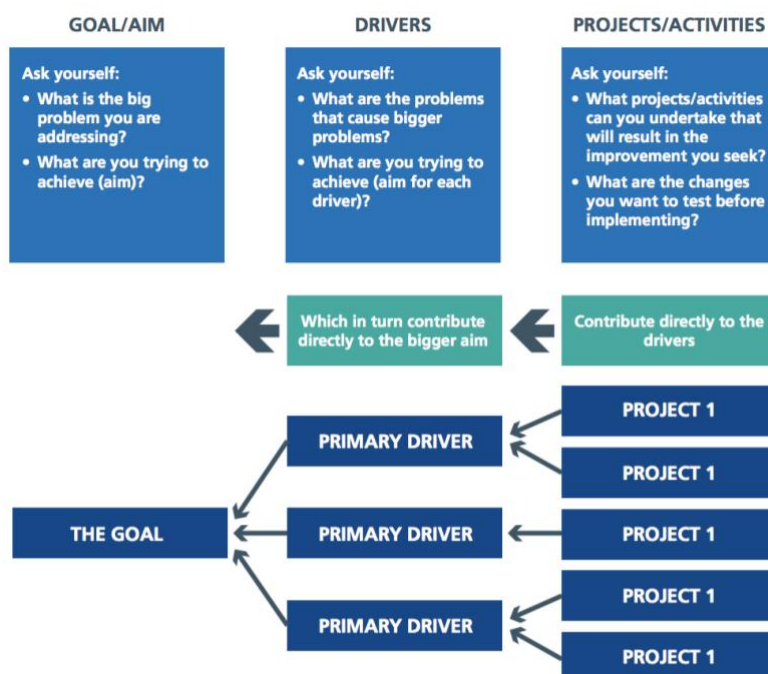 GOAL/AIM
Ask yourself:
• What is the big
problem you are
addressing?
• What are you trying to
achieve (aim)?
DRIVERS
Ask yourself:
• What are the problems
that cause bigger
problems?
• What are you trying to
achieve (aim for each
driver)?
PROJECTS/ACTIVITIES
Ask yourself:
• What projects/activities
can you undertake that
will result in the
improvement you seek?
• What are the changes
you want to test before
implementing?
Which in turn contribute
directly to the bigger aim
Contribute directly to the
drivers
THE GOAL
PRIMARY DRIVER
PRIMARY DRIVER
PRIMARY DRIVER
PROJECT 1
PROJECT 1
PROJECT 1
PROJECT 1
PROJECT 1